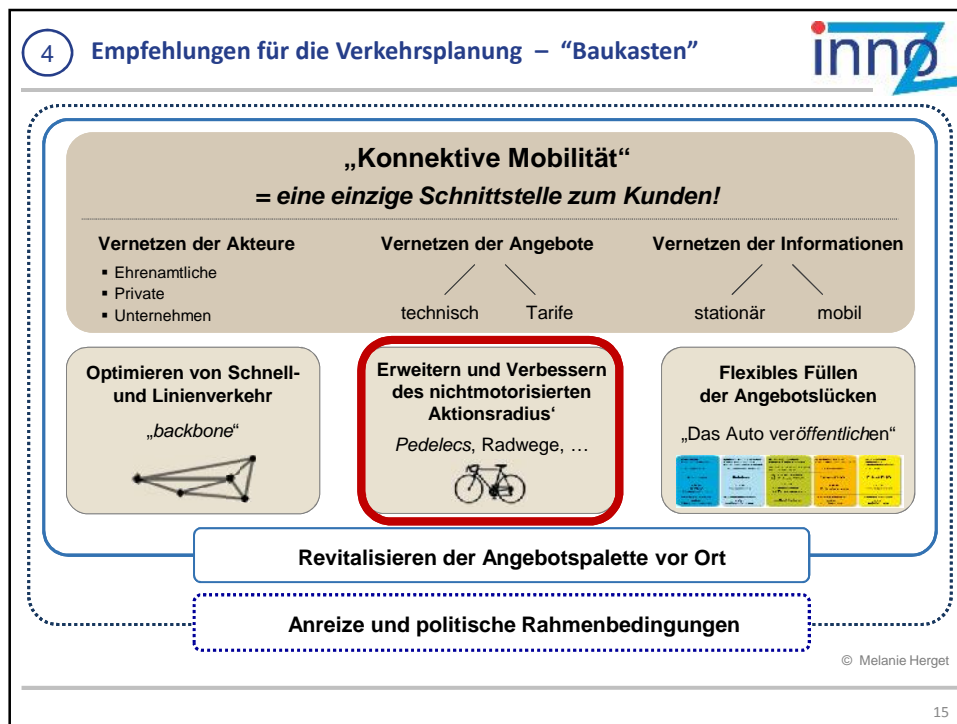 4
Empfehlungen für die Verkehrsplanung – “Baukasten”
innoZ
„Konnektive Mobilität“
= eine einzige Schnittstelle zum Kunden!
Vernetzen der Akteure
▪ Ehrenamtliche
▪ Private
▪ Unternehmen
Vernetzen der Angebote
technisch Tarife
Vernetzen der Informationen
stationär mobil
Optimieren von Schnell-
und Linienverkehr
„backbone“
Erweitern und Verbessern
des nichtmotorisierten
Aktionsradius‘
Pedelecs, Radwege, …
Flexibles Füllen
der Angebotslücken
„Das Auto veröffentlichen“
Revitalisieren der Angebotspalette vor Ort
Anreize und politische Rahmenbedingungen
© Melanie Herget
15